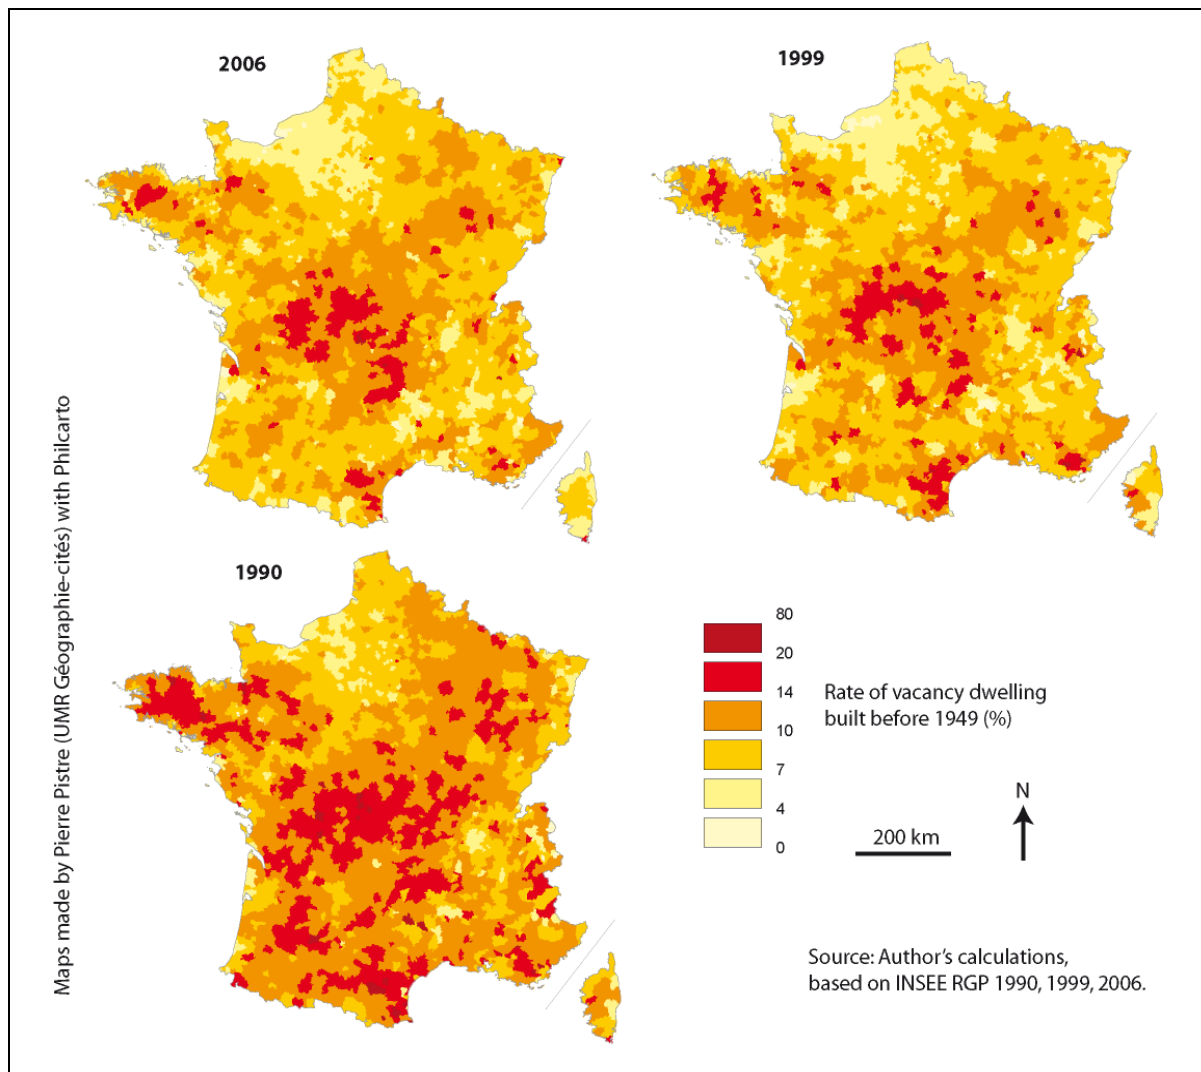 2006
1999
1990
80
20
14
10
7
4
0
Rate of vacancy dwelling
built before 1949 (%)
200 km
N
Source: Author's calculations,
based on INSEE RGP 1990, 1999, 2006.
Maps made by Pierre Pistre (UMR Géographie-cités) with Philcarto